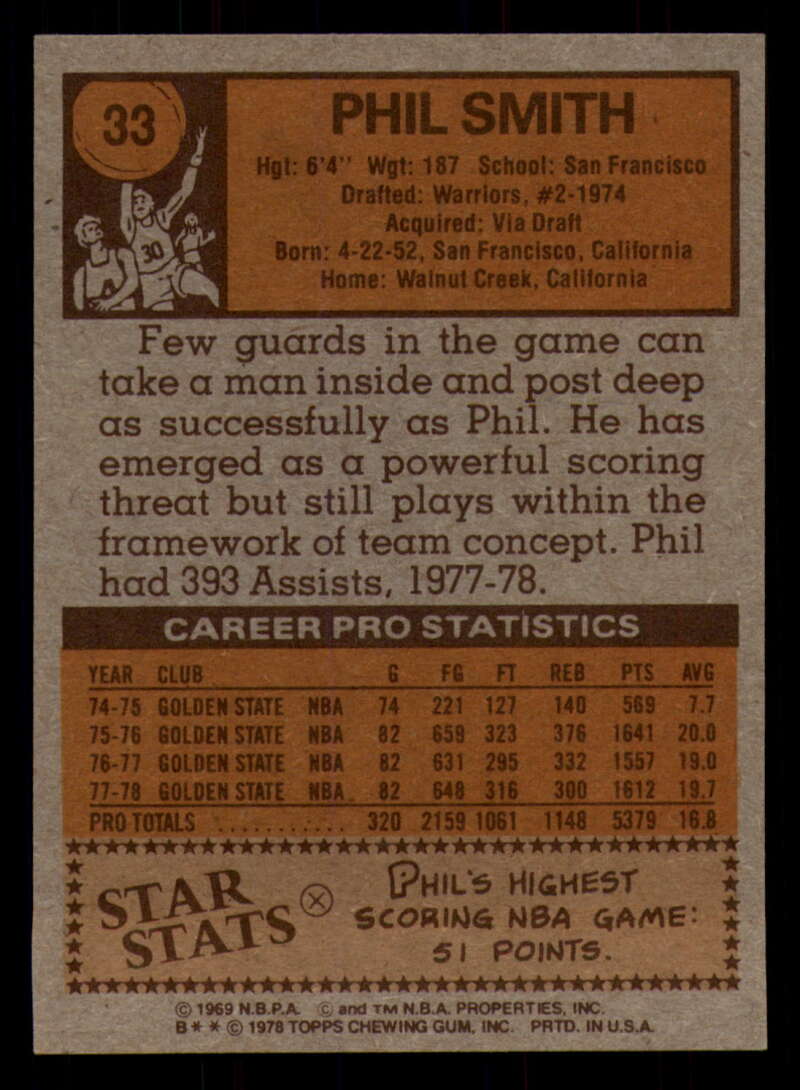 33
30
PHIL SMITH
Hgt: 6'4" Wgt: 187 School: San Francisco
Drafted: Warriors, #2-1974
Acquired: Via Draft
Born: 4-22-52, San Francisco, California
Home: Walnut Creek, California
Few guards in the game can
take a man inside and post deep
as successfully as Phil. He has
emerged as a powerful scoring
threat but still plays within the
framework of team concept. Phil
had 393 Assists, 1977-78.
CAREER PRO STATISTICS
YEAR CLUB G FG FT REB PTS AVG
74-75 GOLDEN STATE NBA 74 221 127 140 569 7.7
75-76 GOLDEN STATE NBA 82 659 323 376 1641 20.0
76-77 GOLDEN STATE NBA 82 631 295 332 1557 19.0
77-78 GOLDEN STATE NBA. 82 648 316 300 1612 19.7
PRO TOTALS ........... 320 2159 1061 1148 5379 16.8
STAR STATS
PHIL'S HIGHEST
SCORING NBA GAME:
51 POINTS.
© 1969 N.B.P.A. © and TM N.B.A. PROPERTIES, INC.
B* * © 1978 TOPPS CHEWING GUM, INC. PRTD. IN U.S.A.